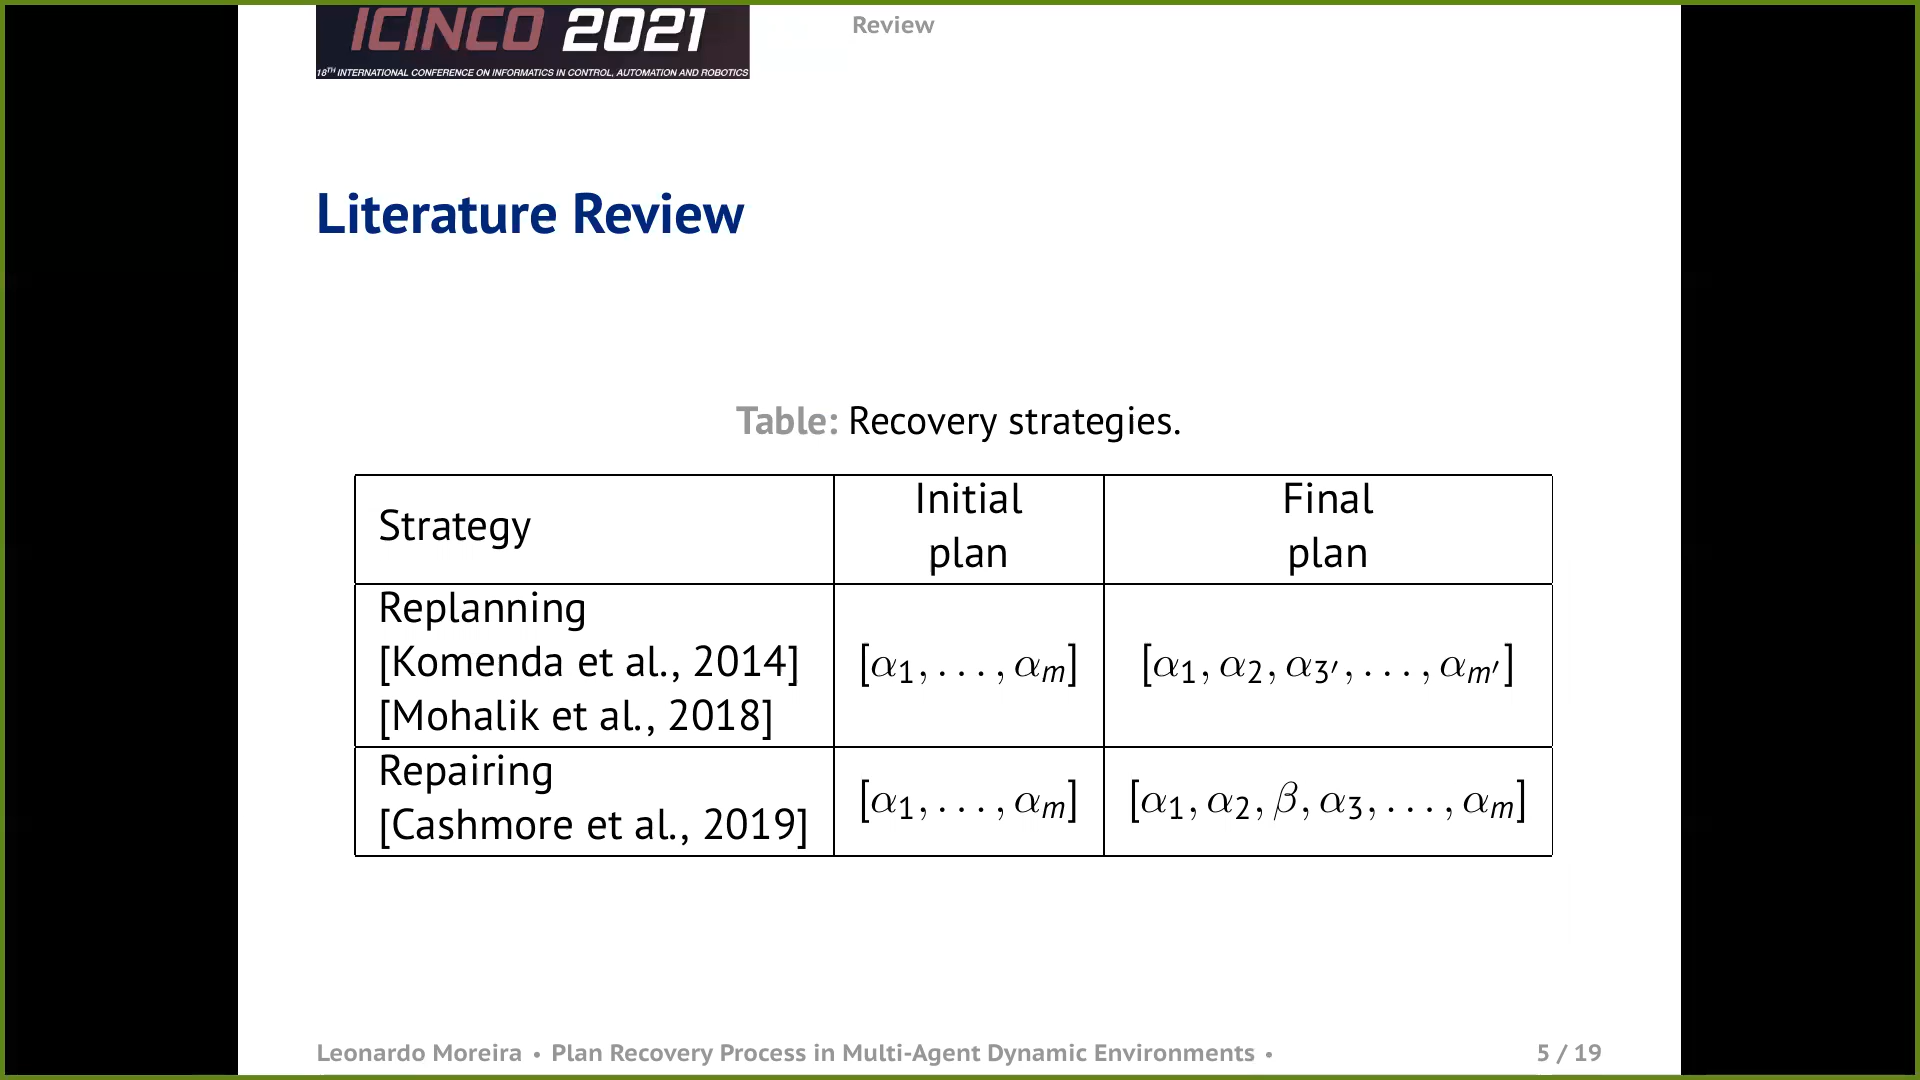 ICINCO 2021
18TH INTERNATIONAL CONFERENCE ON INFORMATICS IN CONTROL, AUTOMATION AND ROBOTICS
Review
Literature Review
Table: Recovery strategies.
Strategy
Initial
plan
Final
plan
Replanning
[Komenda et al., 2014]
[Mohalik et al., 2018]
[α1, . . . , αm]
[α1, α2, α3′, . . . , αm′]
Repairing
[Cashmore et al., 2019]
[α1, . . . , αm]
[α1, α2, β, α3, . . . , αm]
Leonardo Moreira • Plan Recovery Process in Multi-Agent Dynamic Environments •
5 / 19